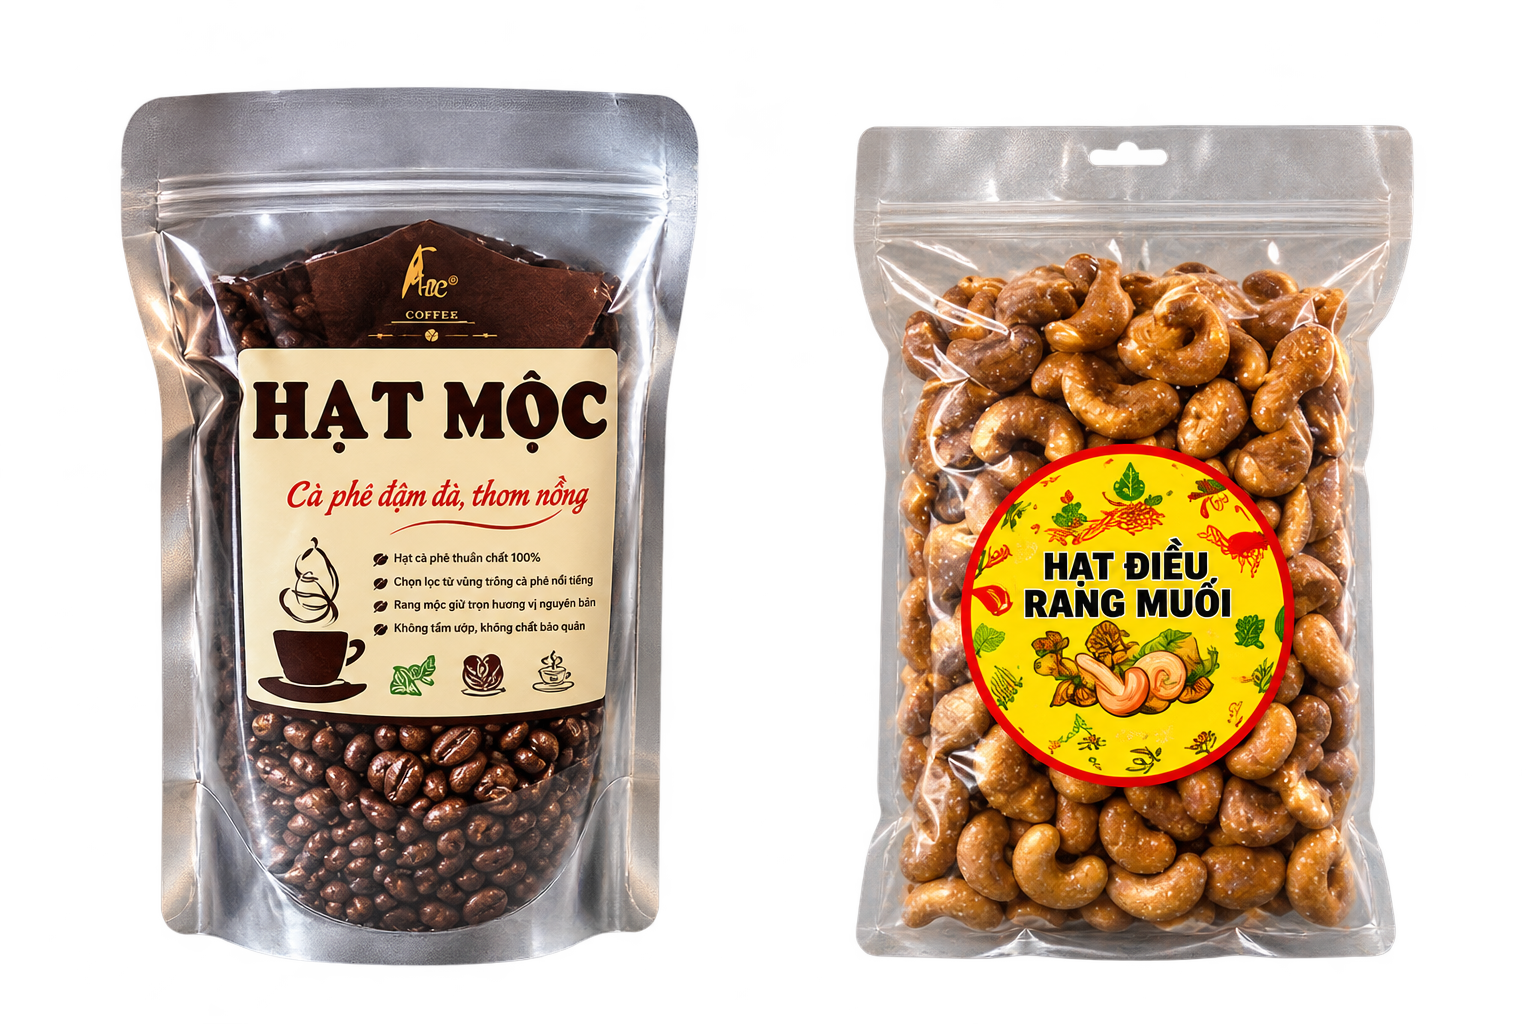 COFFEE
HẠT MỘC
Cà phê đậm đà, thơm nồng
Hạt cà phê thuần chất 100%
Chọn lọc từ vùng trồng cà phê nổi tiếng
Rang mộc giữ trọn hương vị nguyên bản
Không tẩm ướp, không chất bảo quản
HẠT ĐIỀU
RANG MUỐI